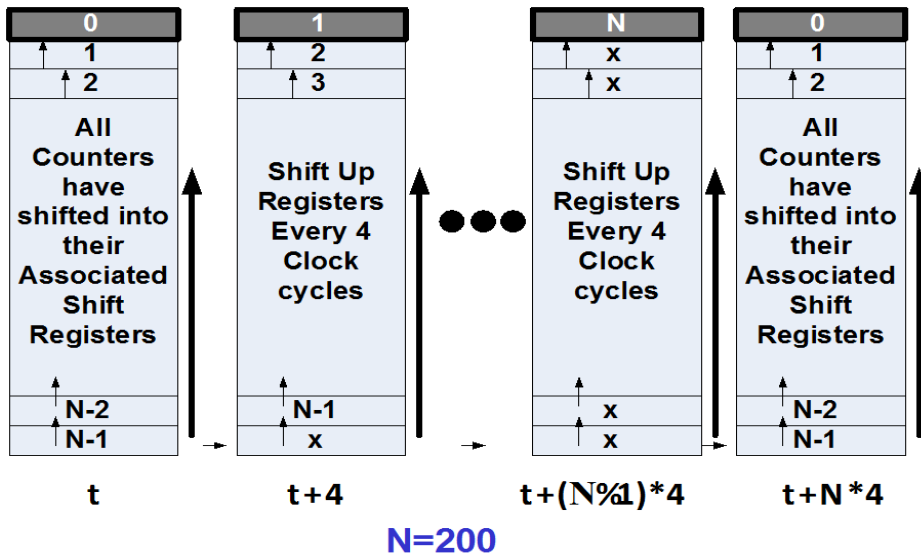 0
1
2
All
Counters
have
shifted into
their
Associated
Shift
Registers
N-2
N-1
t
1
2
3
Shift Up
Registers
Every 4
Clock
cycles
N-1
x
t+4
N
x
x
Shift Up
Registers
Every 4
Clock
cycles
x
x
t+(N%1)*4
0
1
2
All
Counters
have
shifted into
their
Associated
Shift
Registers
N-2
N-1
t+N*4
N=200